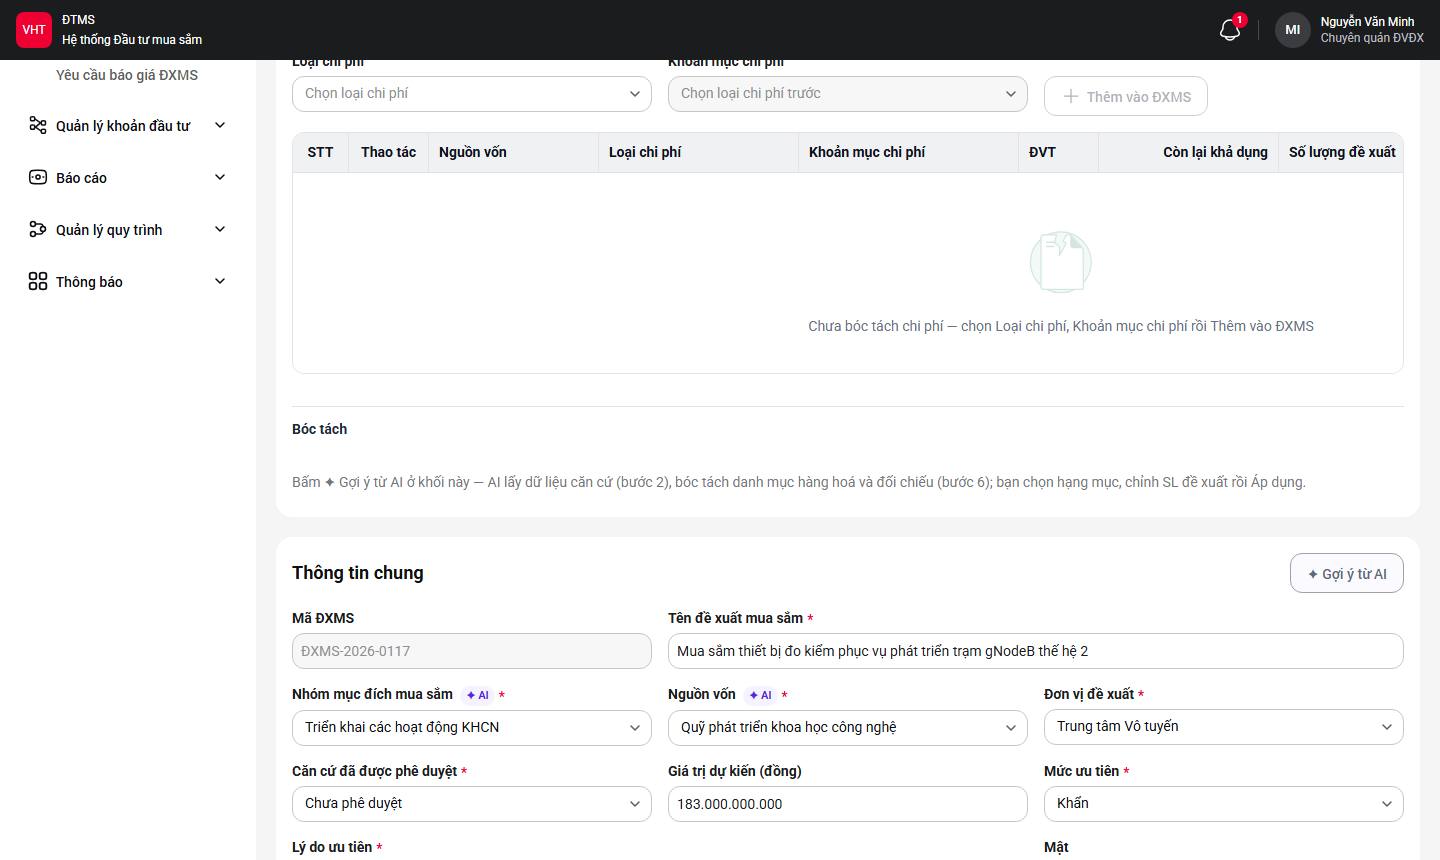 VHT
ĐTMS
Hệ thống Đầu tư mua sắm
1
MI
Nguyễn Văn Minh
Chuyên quản ĐVĐX
Yêu cầu báo giá ĐXMS
Quản lý khoản đầu tư
Báo cáo
Quản lý quy trình
Thông báo
Loại chi phí
Khoản mục chi phí
Chọn loại chi phí
Chọn loại chi phí trước
Thêm vào ĐXMS
STT
Thao tác
Nguồn vốn
Loại chi phí
Khoản mục chi phí
ĐVT
Còn lại khả dụng
Số lượng đề xuất
Chưa bóc tách chi phí — chọn Loại chi phí, Khoản mục chi phí rồi Thêm vào ĐXMS
Bóc tách
Bấm ✦ Gợi ý từ AI ở khối này — AI lấy dữ liệu căn cứ (bước 2), bóc tách danh mục hàng hoá và đối chiếu (bước 6); bạn chọn hạng mục, chỉnh SL đề xuất rồi Áp dụng.
Thông tin chung
✦ Gợi ý từ AI
Mã ĐXMS
Tên đề xuất mua sắm *
ĐXMS-2026-0117
Mua sắm thiết bị đo kiểm phục vụ phát triển trạm gNodeB thế hệ 2
Nhóm mục đích mua sắm ✦ AI *
Nguồn vốn ✦ AI *
Đơn vị đề xuất *
Triển khai các hoạt động KHCN
Quỹ phát triển khoa học công nghệ
Trung tâm Vô tuyến
Căn cứ đã được phê duyệt *
Giá trị dự kiến (đồng)
Mức ưu tiên *
Chưa phê duyệt
183.000.000.000
Khẩn
Lý do ưu tiên *
Mật